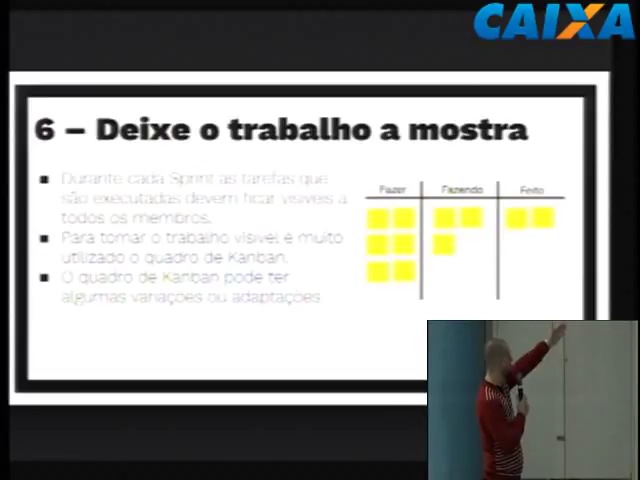 CAIXA
6 – Deixe o trabalho a mostra
Durante cada Sprint as tarefas que
são executadas devem ficar visíveis a
todos os membros.
Para tornar o trabalho visível é muito
utilizado o quadro de Kanban.
O quadro de Kanban pode ter
algumas variações ou adaptações
Fazer
Fazendo
Feito